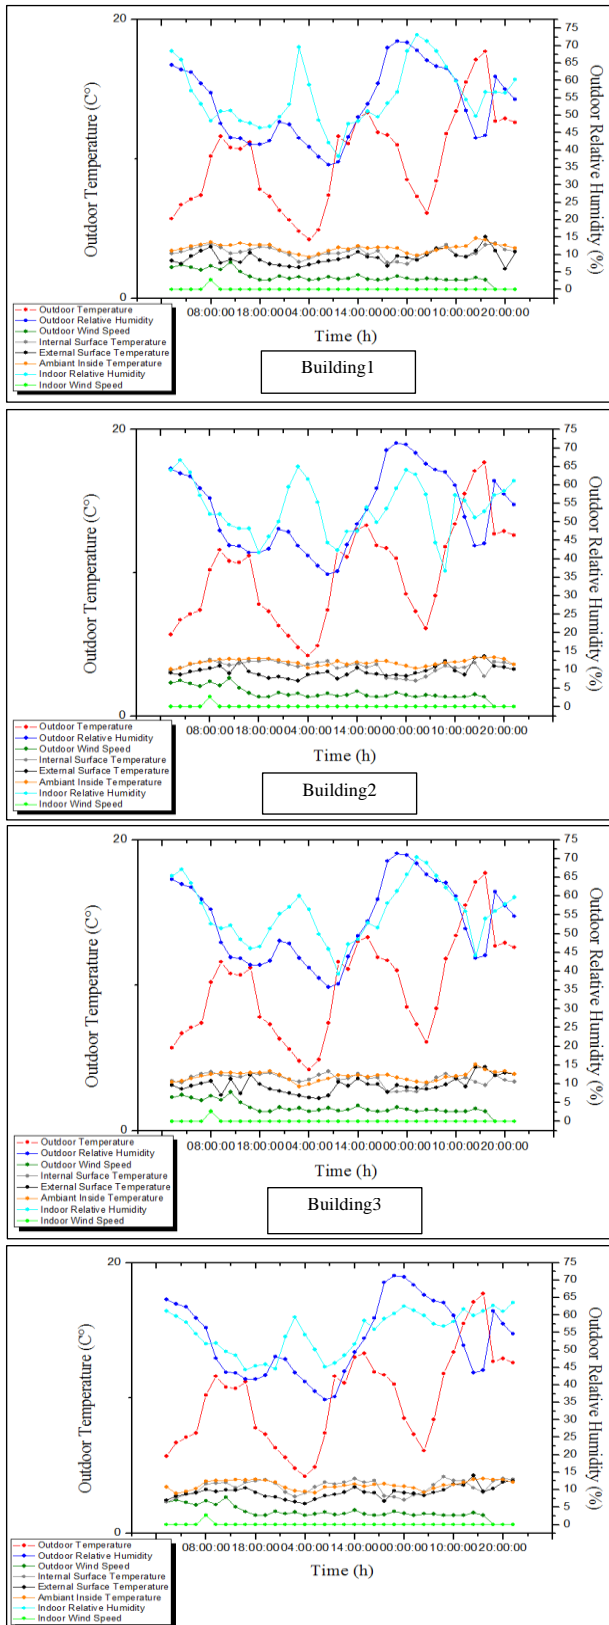 20
0
Outdoor Temperature (C°)
75
70
65
60
55
50
45
40
35
30
25
20
15
10
5
0
Outdoor Relative Humidity (%)
08:00:00 18:00:00 04:00:00 14:00:00 00:00:00 10:00:00 20:00:00
Time (h)
Outdoor Temperature
Outdoor Relative Humidity
Outdoor Wind Speed
Internal Surface Temperature
External Surface Temperature
Ambiant Inside Temperature
Indoor Relative Humidity
Indoor Wind Speed
Building1
20
0
Outdoor Temperature (C°)
75
70
65
60
55
50
45
40
35
30
25
20
15
10
5
0
Outdoor Relative Humidity (%)
08:00:00 18:00:00 04:00:00 14:00:00 00:00:00 10:00:00 20:00:00
Time (h)
Outdoor Temperature
Outdoor Relative Humidity
Outdoor Wind Speed
Internal Surface Temperature
External Surface Temperature
Ambiant Inside Temperature
Indoor Relative Humidity
Indoor Wind Speed
Building2
20
0
Outdoor Temperature (C°)
75
70
65
60
55
50
45
40
35
30
25
20
15
10
5
0
Outdoor Relative Humidity (%)
08:00:00 18:00:00 04:00:00 14:00:00 00:00:00 10:00:00 20:00:00
Time (h)
Outdoor Temperature
Outdoor Relative Humidity
Outdoor Wind Speed
Internal Surface Temperature
External Surface Temperature
Ambiant Inside Temperature
Indoor Relative Humidity
Indoor Wind Speed
Building3
20
0
Outdoor Temperature (C°)
75
70
65
60
55
50
45
40
35
30
25
20
15
10
5
0
Outdoor Relative Humidity (%)
08:00:00 18:00:00 04:00:00 14:00:00 00:00:00 10:00:00 20:00:00
Time (h)
Outdoor Temperature
Outdoor Relative Humidity
Outdoor Wind Speed
Internal Surface Temperature
External Surface Temperature
Ambiant Inside Temperature
Indoor Relative Humidity
Indoor Wind Speed